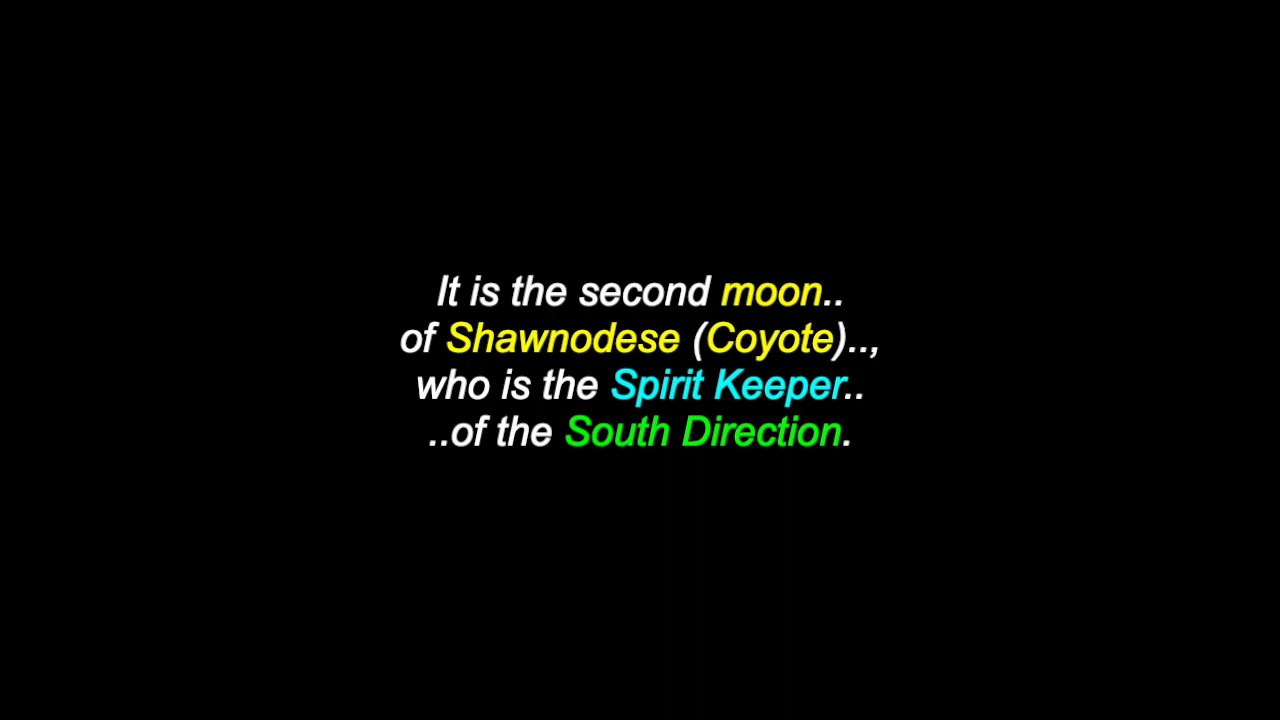 It is the second moon..
of Shawnodese (Coyote)..,
who is the Spirit Keeper..
..of the South Direction.